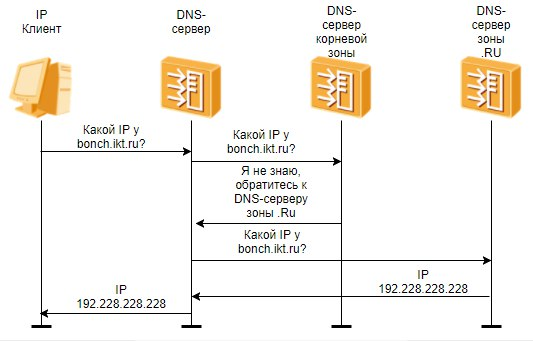 IP
Клиент
DNS-
сервер
DNS-
сервер
корневой
зоны
DNS-
сервер
зоны
.RU
Какой IP у
bonch.ikt.ru?
Какой IP у
bonch.ikt.ru?
Я не знаю,
обратитесь к
DNS-серверу
зоны .Ru
Какой IP у
bonch.ikt.ru?
IP
192.228.228.228
IP
192.228.228.228